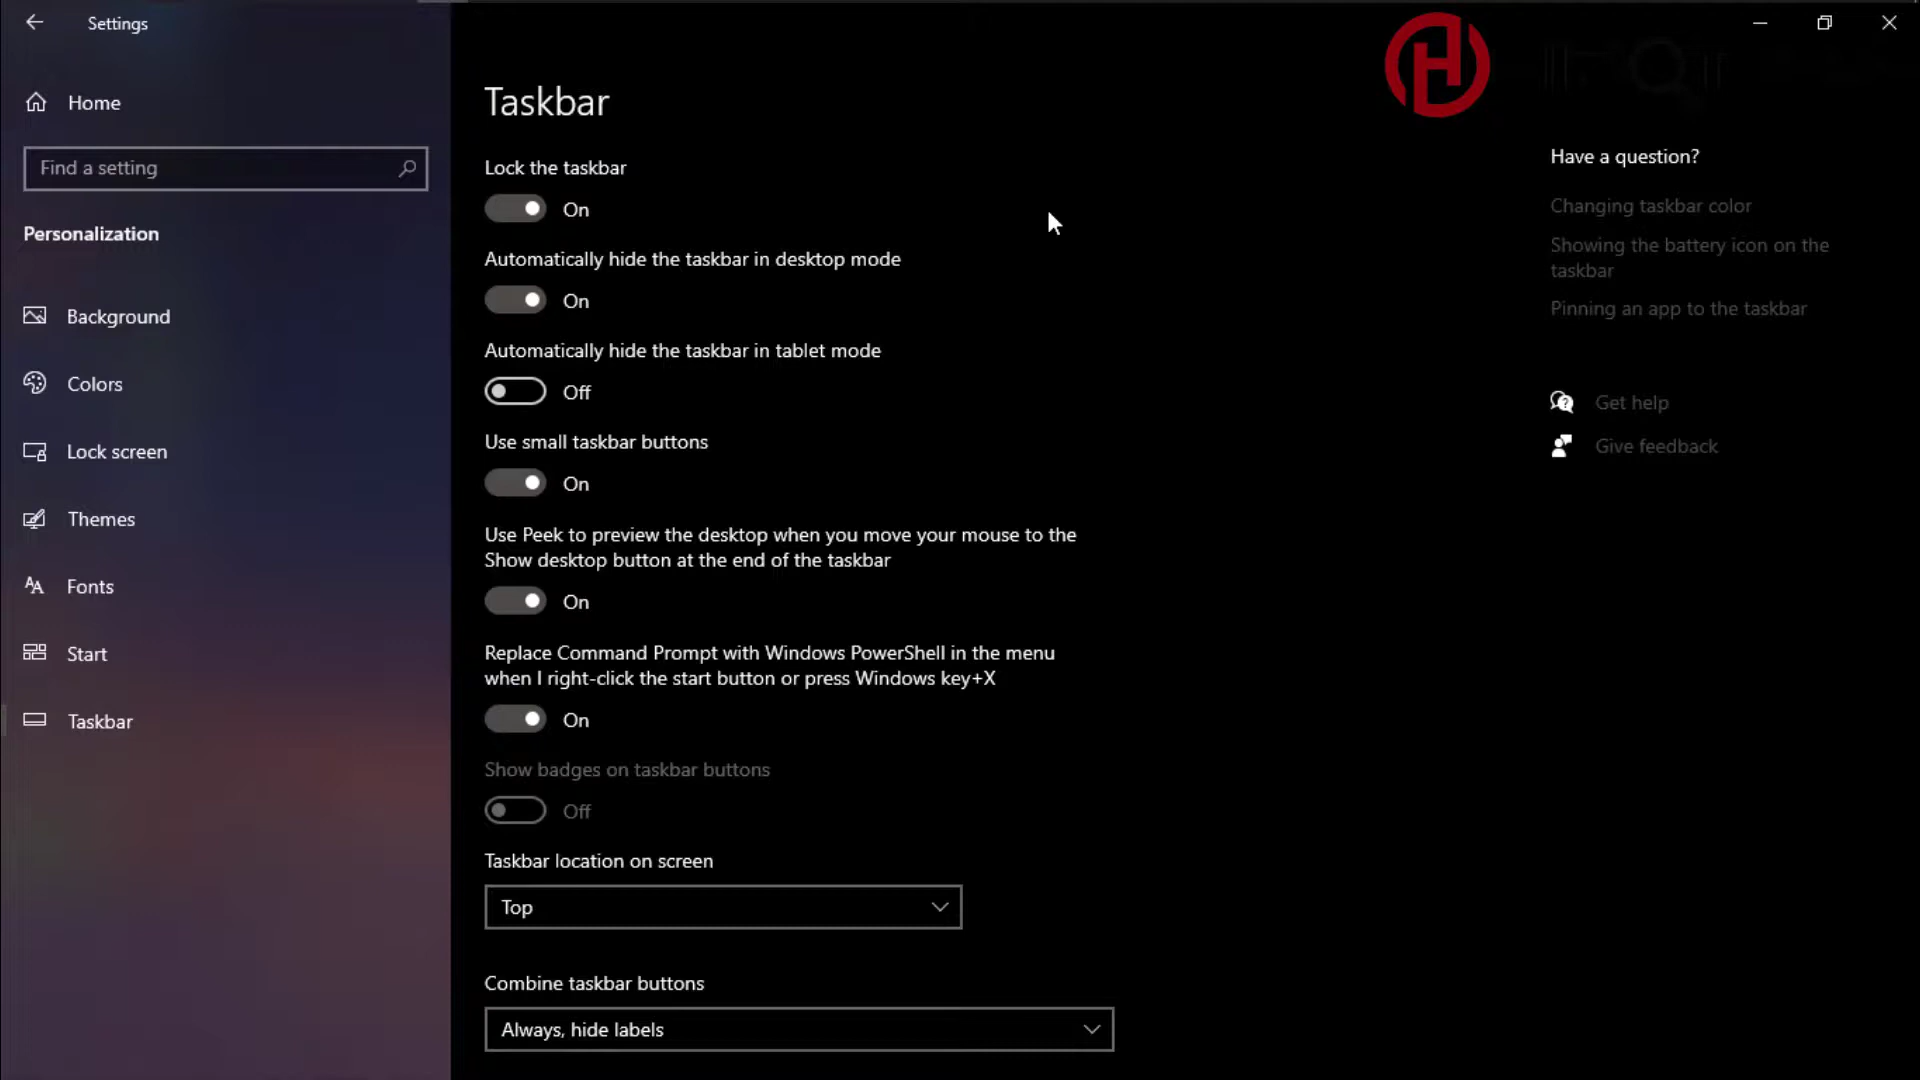 Settings
Home
Find a setting
Personalization
Background
Colors
Lock screen
Themes
Fonts
Start
Taskbar
Taskbar
Lock the taskbar
On
Automatically hide the taskbar in desktop mode
On
Automatically hide the taskbar in tablet mode
Off
Use small taskbar buttons
On
Use Peek to preview the desktop when you move your mouse to the
Show desktop button at the end of the taskbar
On
Replace Command Prompt with Windows PowerShell in the menu
when I right-click the start button or press Windows key+X
On
Show badges on taskbar buttons
Off
Taskbar location on screen
Top
Combine taskbar buttons
Always, hide labels
Have a question?
Changing taskbar color
Showing the battery icon on the
taskbar
Pinning an app to the taskbar
Get help
Give feedback